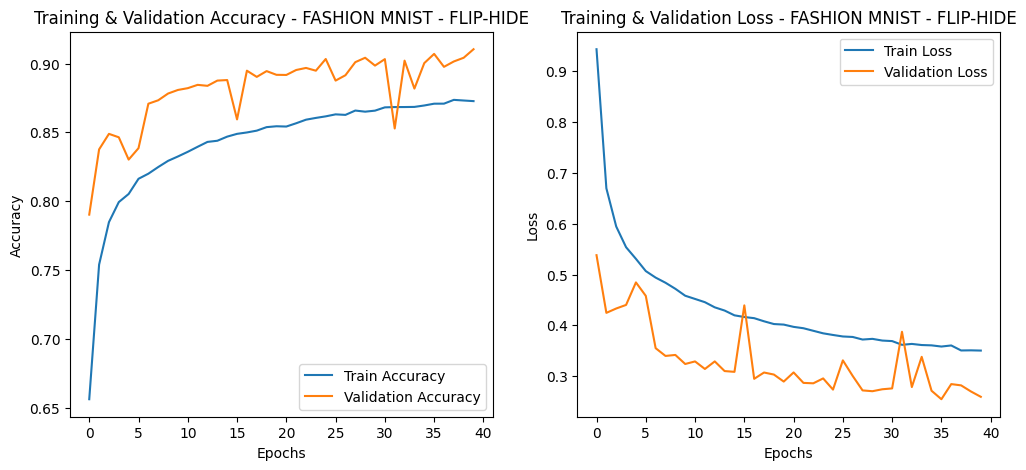 Training & Validation Accuracy - FASHION MNIST - FLIP-HIDE
Accuracy
0.90
0.85
0.80
0.75
0.70
0.65
0 5 10 15 20 25 30 35 40
Epochs
Train Accuracy
Validation Accuracy
Training & Validation Loss - FASHION MNIST - FLIP-HIDE
Loss
0.9
0.8
0.7
0.6
0.5
0.4
0.3
0 5 10 15 20 25 30 35 40
Epochs
Train Loss
Validation Loss